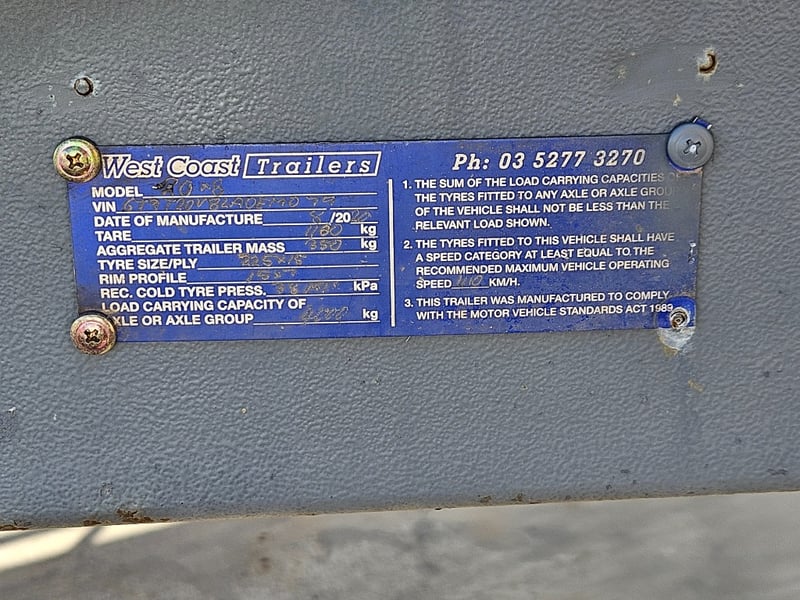 West Coast Trailers
MODEL
VIN
DATE OF MANUFACTURE 8/2020
TARE kg
AGGREGATE TRAILER MASS kg
TYRE SIZE/PLY
RIM PROFILE
REC. COLD TYRE PRESS. kPa
LOAD CARRYING CAPACITY OF
AXLE OR AXLE GROUP kg
Ph: 03 5277 3270
1. THE SUM OF THE LOAD CARRYING CAPACITIES OF
THE TYRES FITTED TO ANY AXLE OR AXLE GROU
OF THE VEHICLE SHALL NOT BE LESS THAN THE
RELEVANT LOAD SHOWN.
2. THE TYRES FITTED TO THIS VEHICLE SHALL HAVE
A SPEED CATEGORY AT LEAST EQUAL TO THE
RECOMMENDED MAXIMUM VEHICLE OPERATING
SPEED 110 KM/H.
3. THIS TRAILER WAS MANUFACTURED TO COMPLY
WITH THE MOTOR VEHICLE STANDARDS ACT 1989